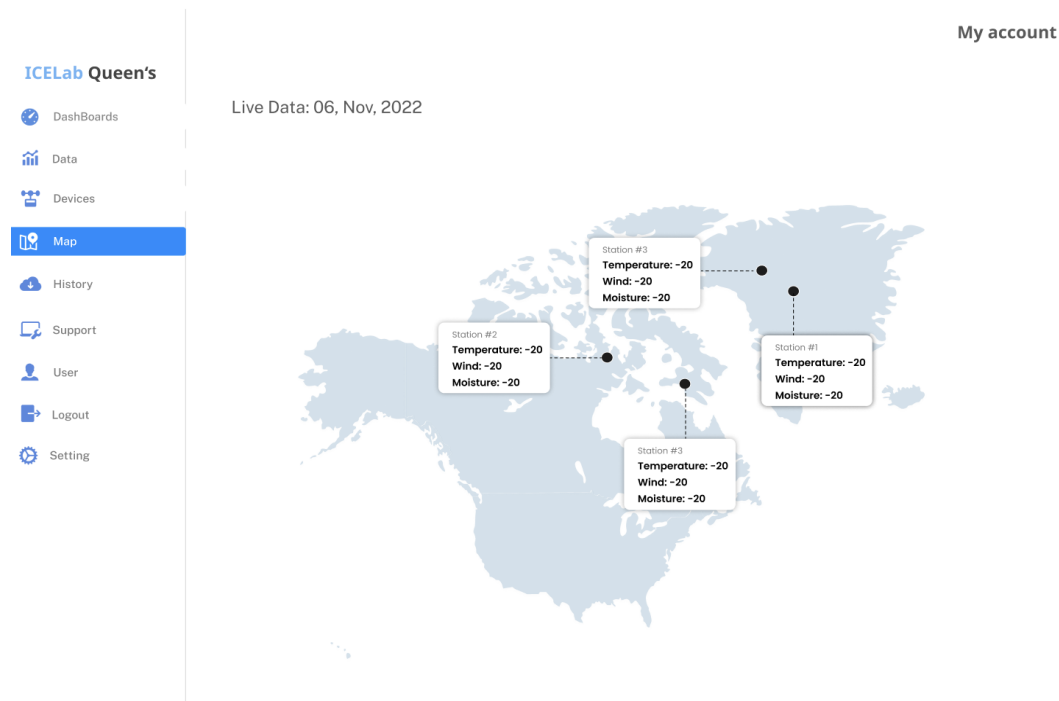 My account
ICELab Queen's
DashBoards
Data
Devices
Map
History
Support
User
Logout
Setting
Live Data: 06, Nov, 2022
Station #3
Temperature: -20
Wind: -20
Moisture: -20
Station #2
Temperature: -20
Wind: -20
Moisture: -20
Station #1
Temperature: -20
Wind: -20
Moisture: -20
Station #3
Temperature: -20
Wind: -20
Moisture: -20